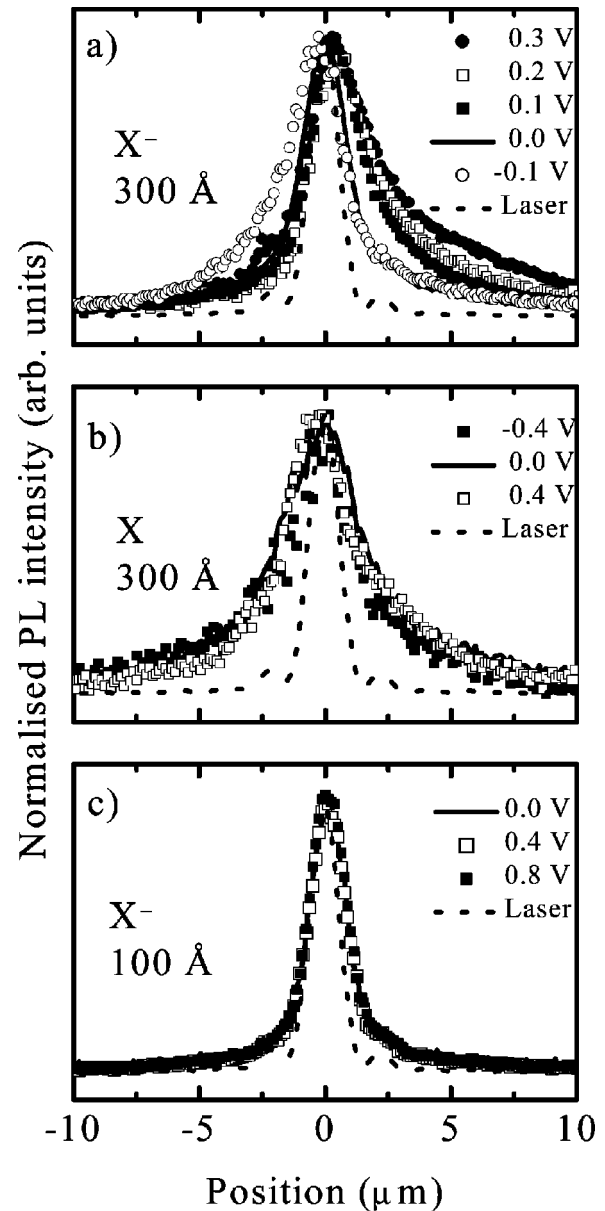 Normalised PL intensity (arb. units)
a)
X⁻
300 Å
0.3 V
0.2 V
0.1 V
0.0 V
-0.1 V
Laser
b)
X
300 Å
-0.4 V
0.0 V
0.4 V
Laser
c)
X⁻
100 Å
0.0 V
0.4 V
0.8 V
Laser
-10 -5 0 5 10
Position (μm)